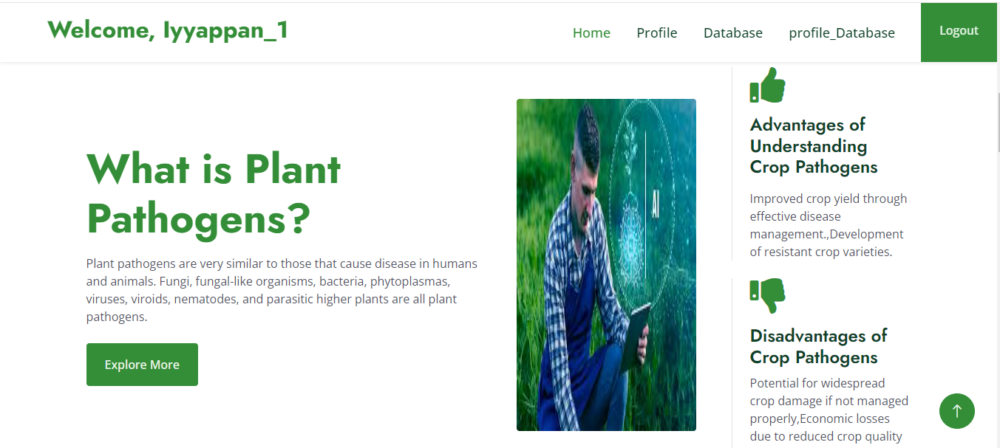 Welcome, Iyyappan_1
Home
Profile
Database
profile_Database
Logout
What is Plant
Pathogens?
Plant pathogens are very similar to those that cause disease in humans
and animals. Fungi, fungal-like organisms, bacteria, phytoplasmas,
viruses, viroids, nematodes, and parasitic higher plants are all plant
pathogens.
Explore More
AI
Advantages of
Understanding
Crop Pathogens
Improved crop yield through
effective disease
management.,Development
of resistant crop varieties.
Disadvantages of
Crop Pathogens
Potential for widespread
crop damage if not managed
properly,Economic losses
due to reduced crop quality